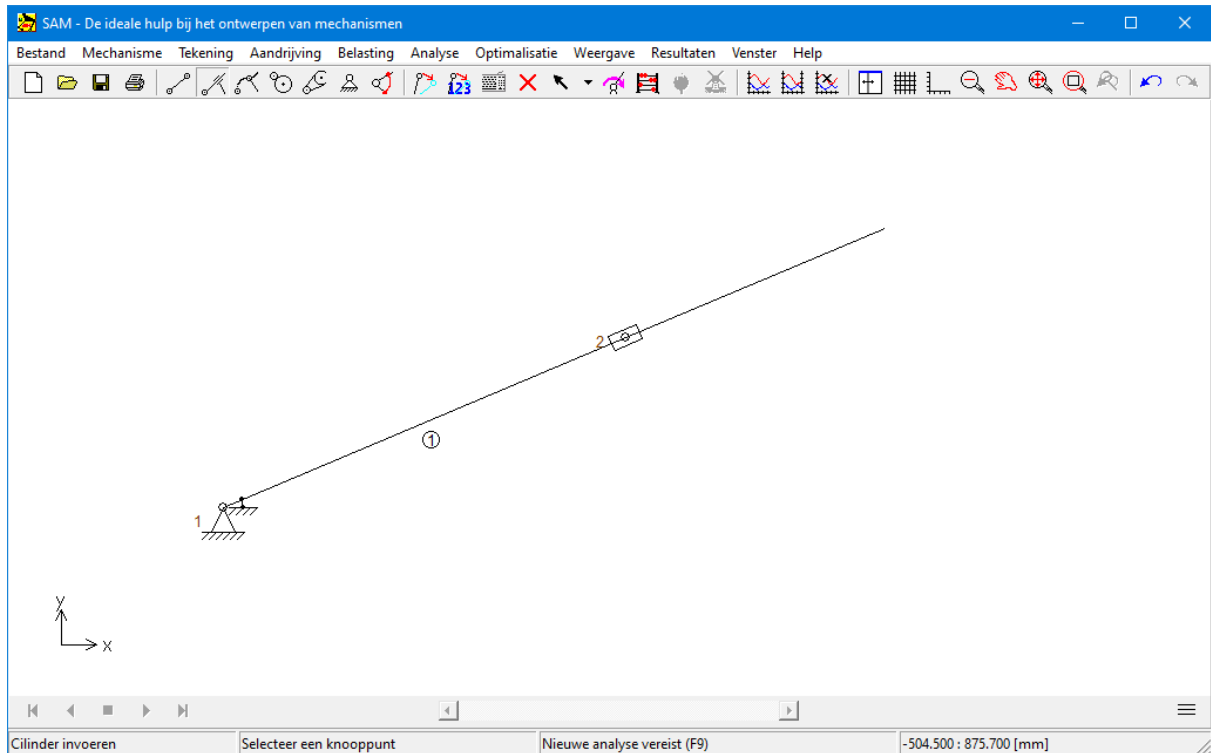 SAM - De ideale hulp bij het ontwerpen van mechanismen
Bestand Mechanisme Tekening Aandrijving Belasting Analyse Optimalisatie Weergave Resultaten Venster Help
123
2
1
1
y
x
Cilinder invoeren Selecteer een knooppunt Nieuwe analyse vereist (F9) -504.500 : 875.700 [mm]